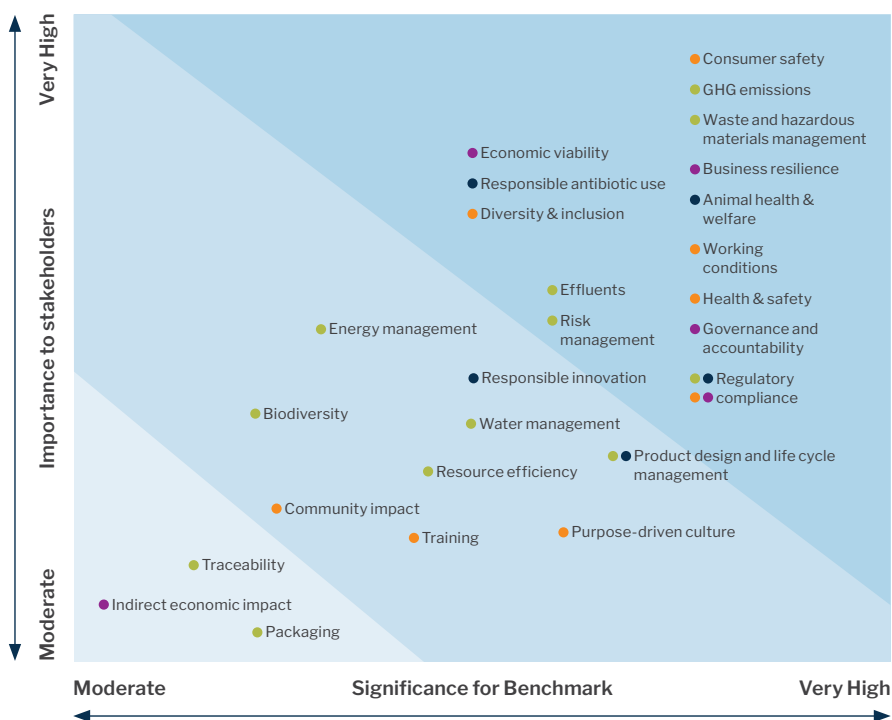 Very High
Importance to stakeholders
Moderate
Consumer safety
GHG emissions
Waste and hazardous
materials management
Economic viability
Business resilience
Responsible antibiotic use
Animal health &
welfare
Diversity & inclusion
Working
conditions
Effluents
Health & safety
Risk
management
Energy management
Governance and
accountability
Responsible innovation
Regulatory
compliance
Biodiversity
Water management
Product design and life cycle
management
Resource efficiency
Community impact
Training
Purpose-driven culture
Traceability
Indirect economic impact
Packaging
Moderate
Significance for Benchmark
Very High